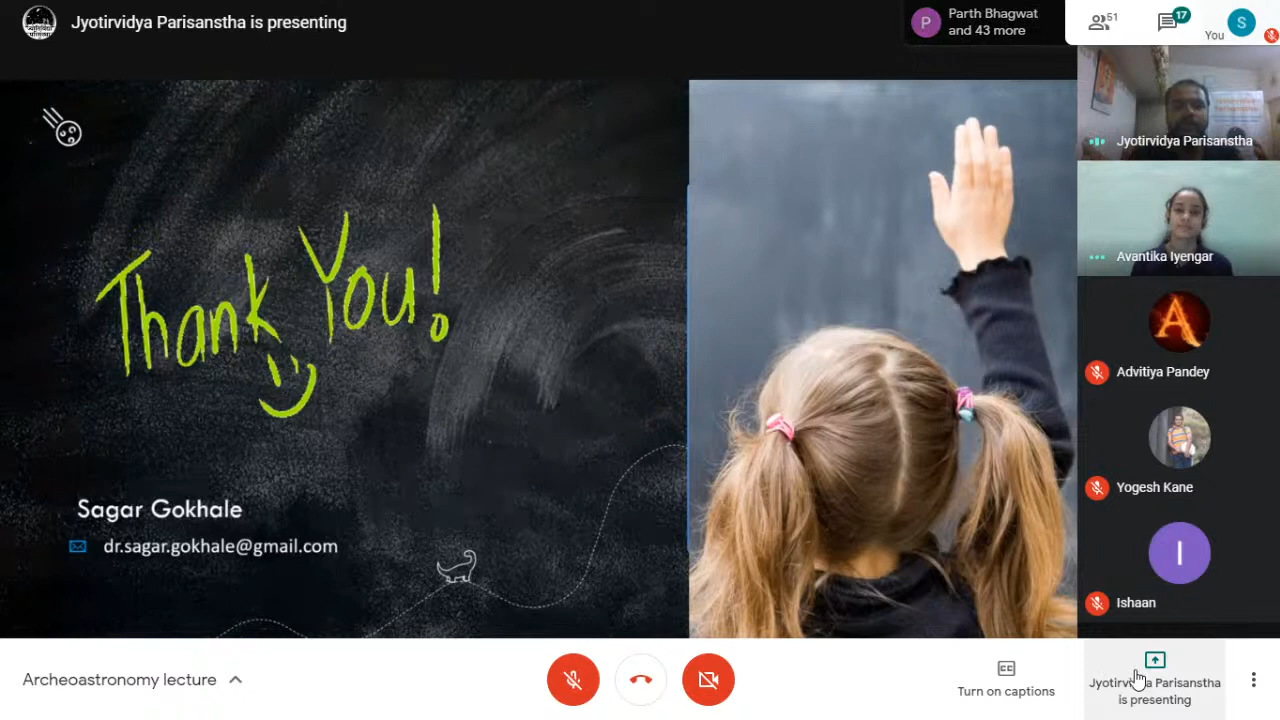 Jyotirvidya Parisanstha is presenting
P
Parth Bhagwat
and 43 more
51
17
You
S
Thank You!
Sagar Gokhale
dr.sagar.gokhale@gmail.com
Jyotirvidya Parisanstha
Avantika Iyengar
A
Advitiya Pandey
Yogesh Kane
I
Ishaan
Archeoastronomy lecture
CC
Turn on captions
Jyotirvidya Parisanstha
is presenting